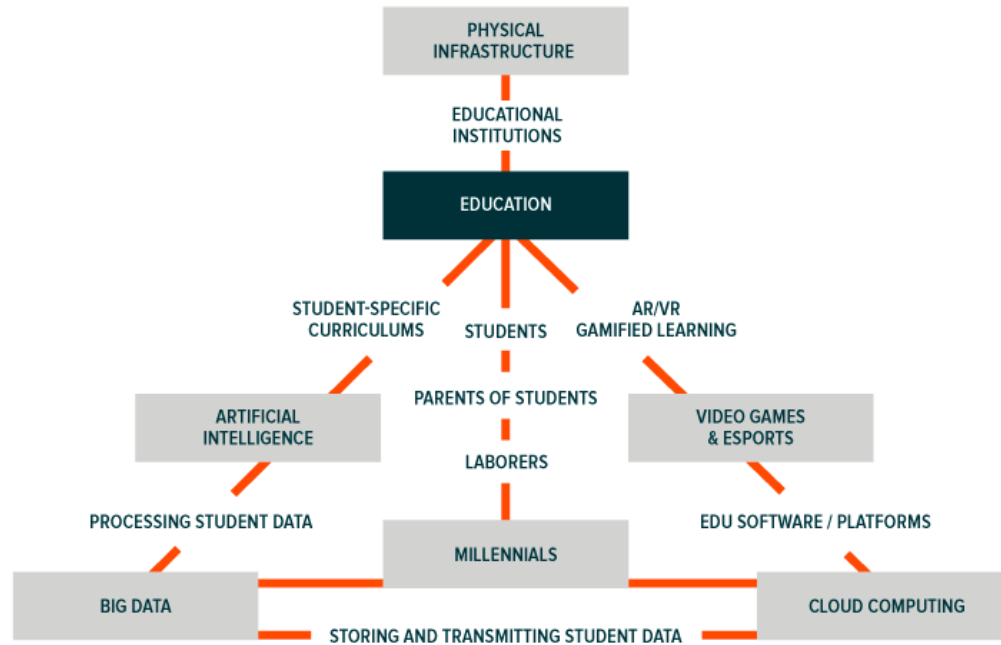 PHYSICAL
INFRASTRUCTURE
EDUCATIONAL
INSTITUTIONS
EDUCATION
STUDENT-SPECIFIC
CURRICULUMS
STUDENTS
AR/VR
GAMIFIED LEARNING
PARENTS OF STUDENTS
ARTIFICIAL
INTELLIGENCE
VIDEO GAMES
& ESPORTS
LABORERS
PROCESSING STUDENT DATA
EDU SOFTWARE / PLATFORMS
MILLENNIALS
BIG DATA
CLOUD COMPUTING
STORING AND TRANSMITTING STUDENT DATA